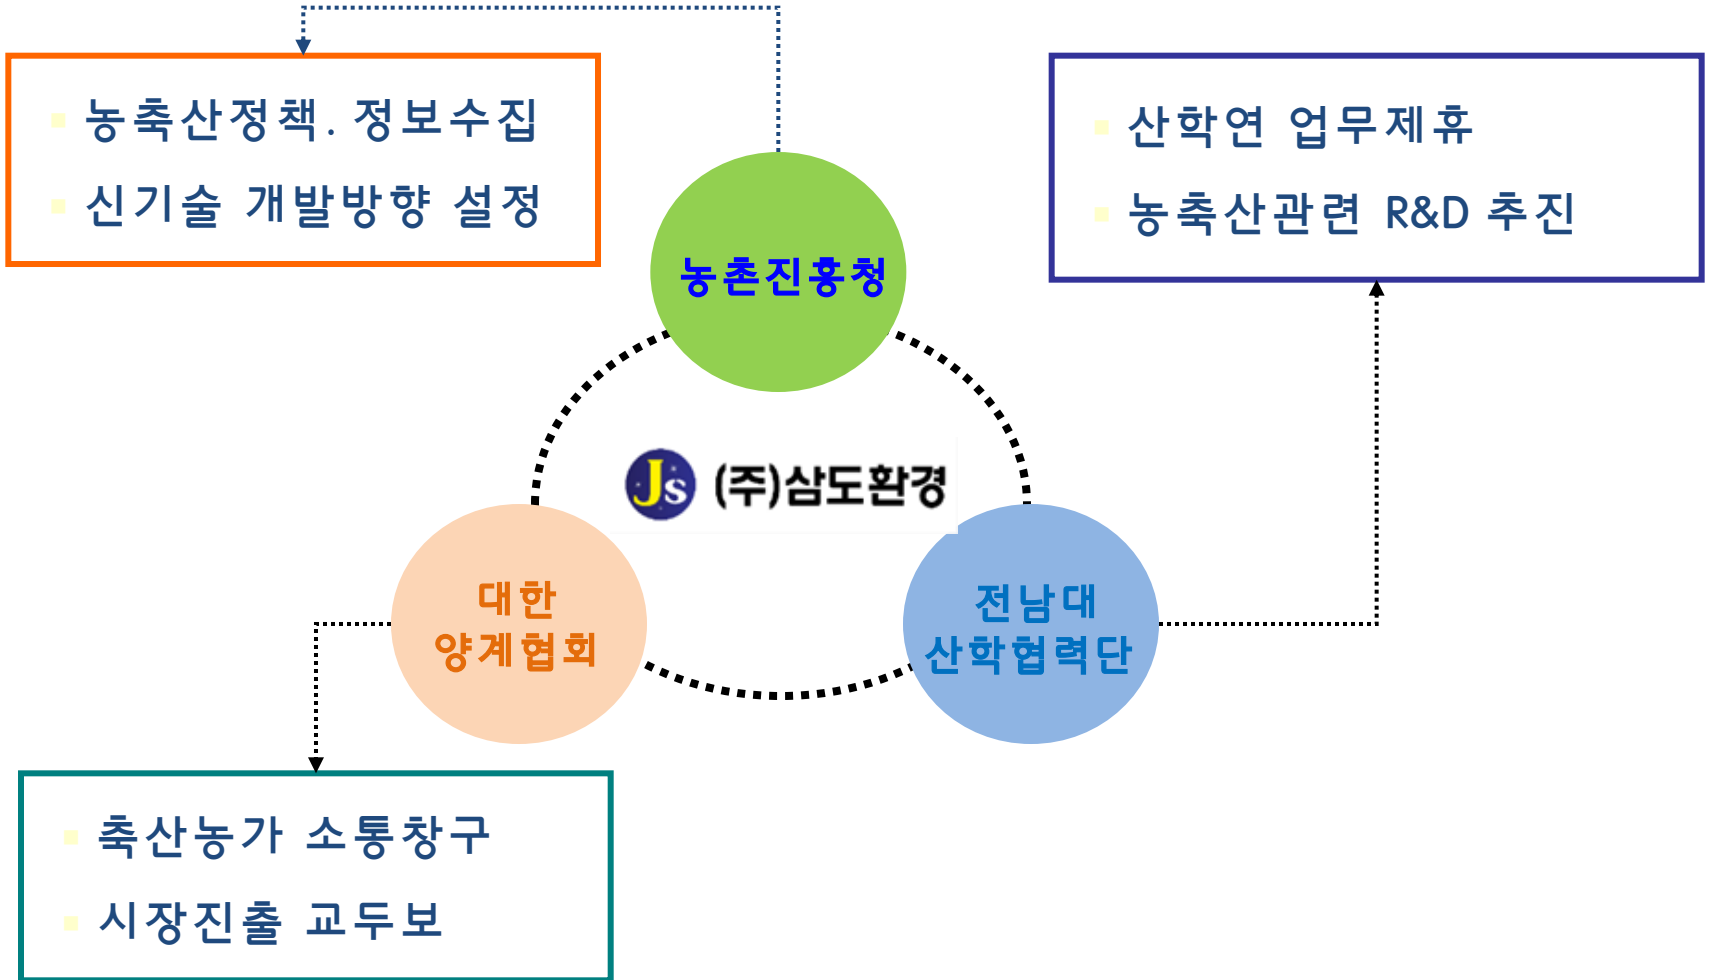 농축산정책. 정보수집
신기술 개발방향 설정
산학연 업무제휴
농축산관련 R&D 추진
농촌진흥청
Js (주)삼도환경
대한
양계협회
전남대
산학협력단
축산농가 소통창구
시장진출 교두보